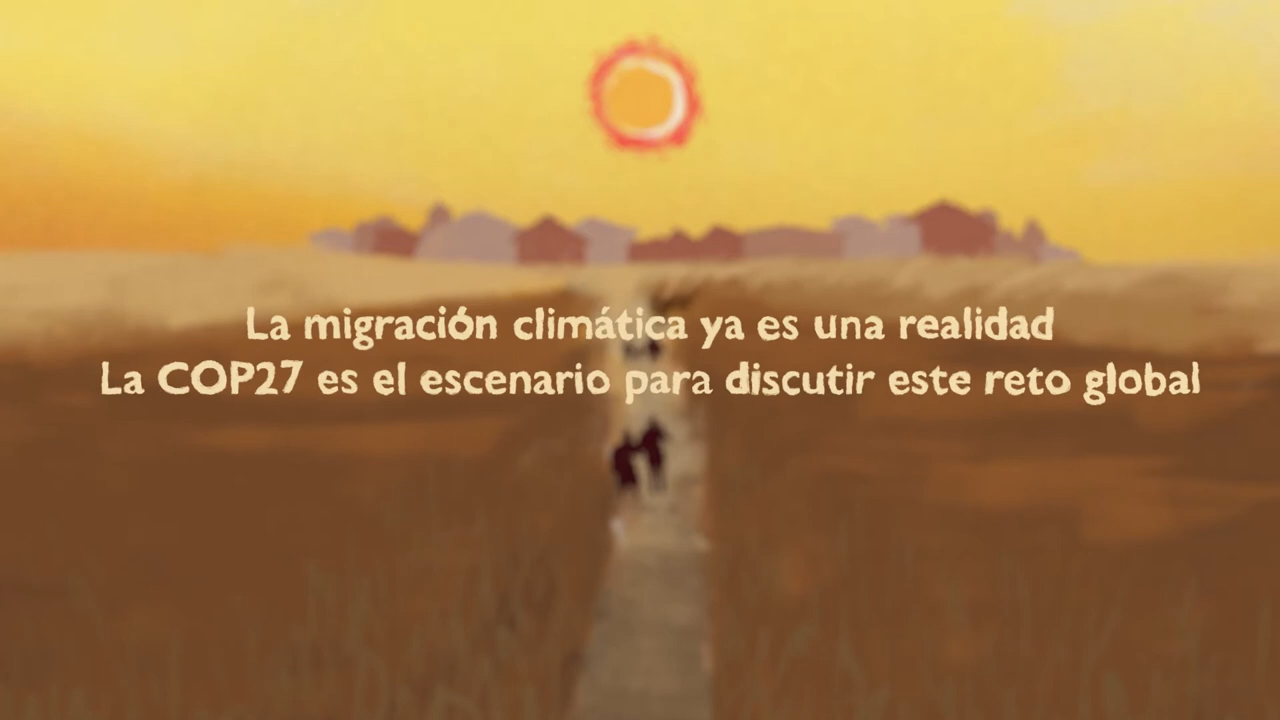 La migración climática ya es una realidad
La COP27 es el escenario para discutir este reto global